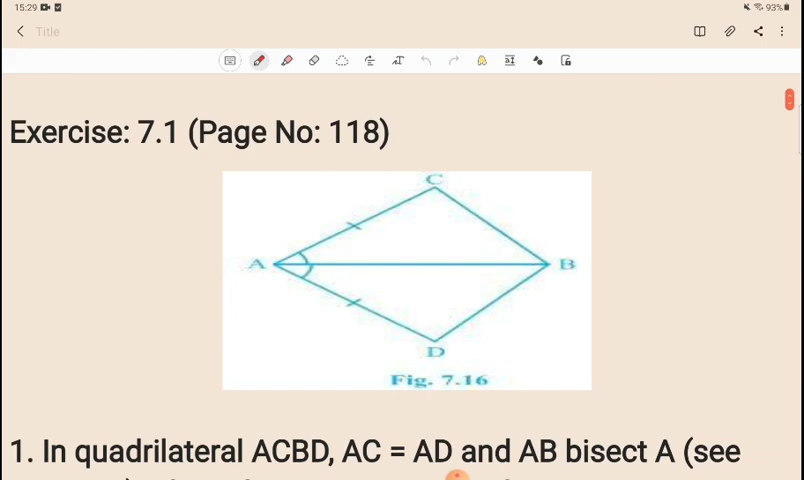 15:29
93%
Title
Exercise: 7.1 (Page No: 118)
C
A
B
D
Fig. 7.16
1. In quadrilateral ACBD, AC = AD and AB bisect A (see